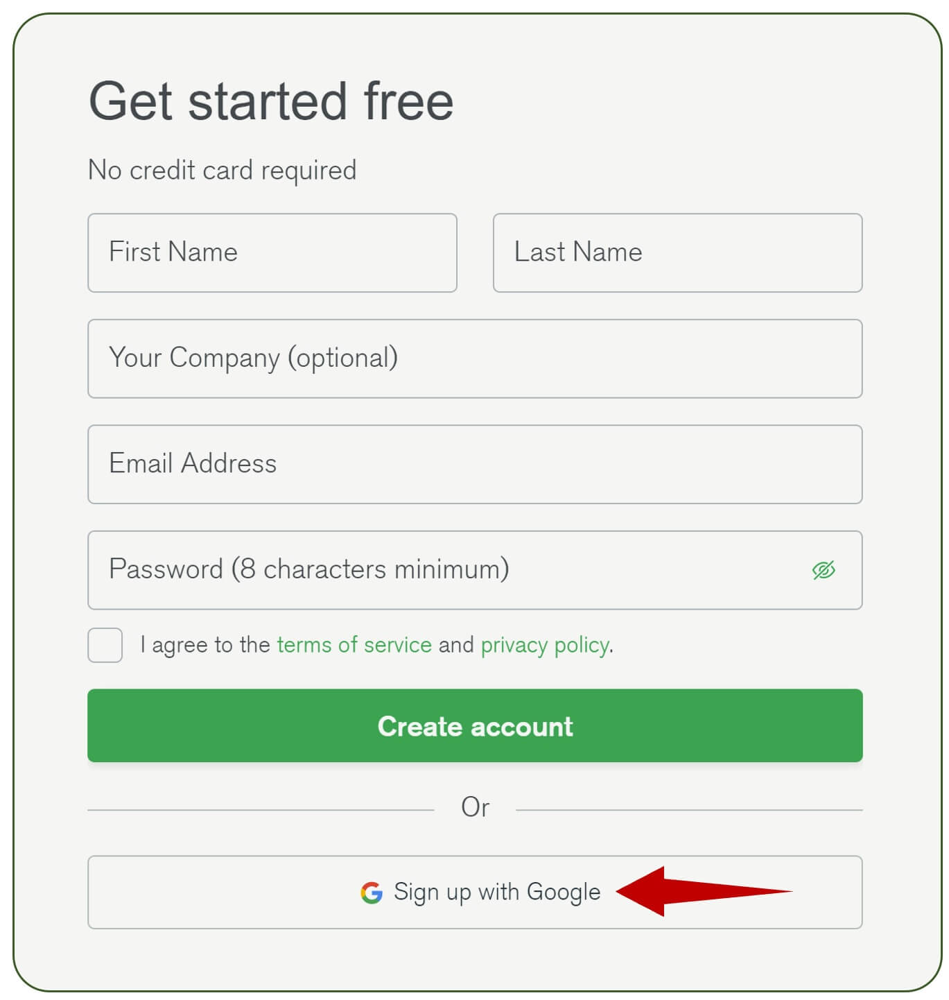 Get started free
No credit card required
First Name
Last Name
Your Company (optional)
Email Address
Password (8 characters minimum)
I agree to the terms of service and privacy policy.
Create account
Or
Sign up with Google